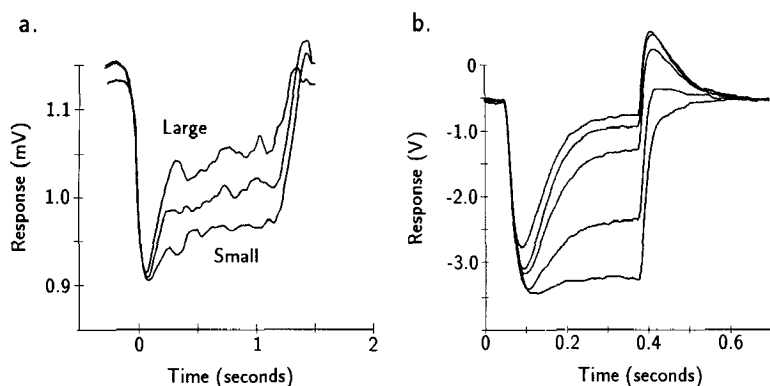 a.
Response (mV)
1.1
1.0
0.9
Large
Small
0
1
2
Time (seconds)
b.
Response (V)
0
-1.0
-2.0
-3.0
0
0.2
0.4
0.6
Time (seconds)